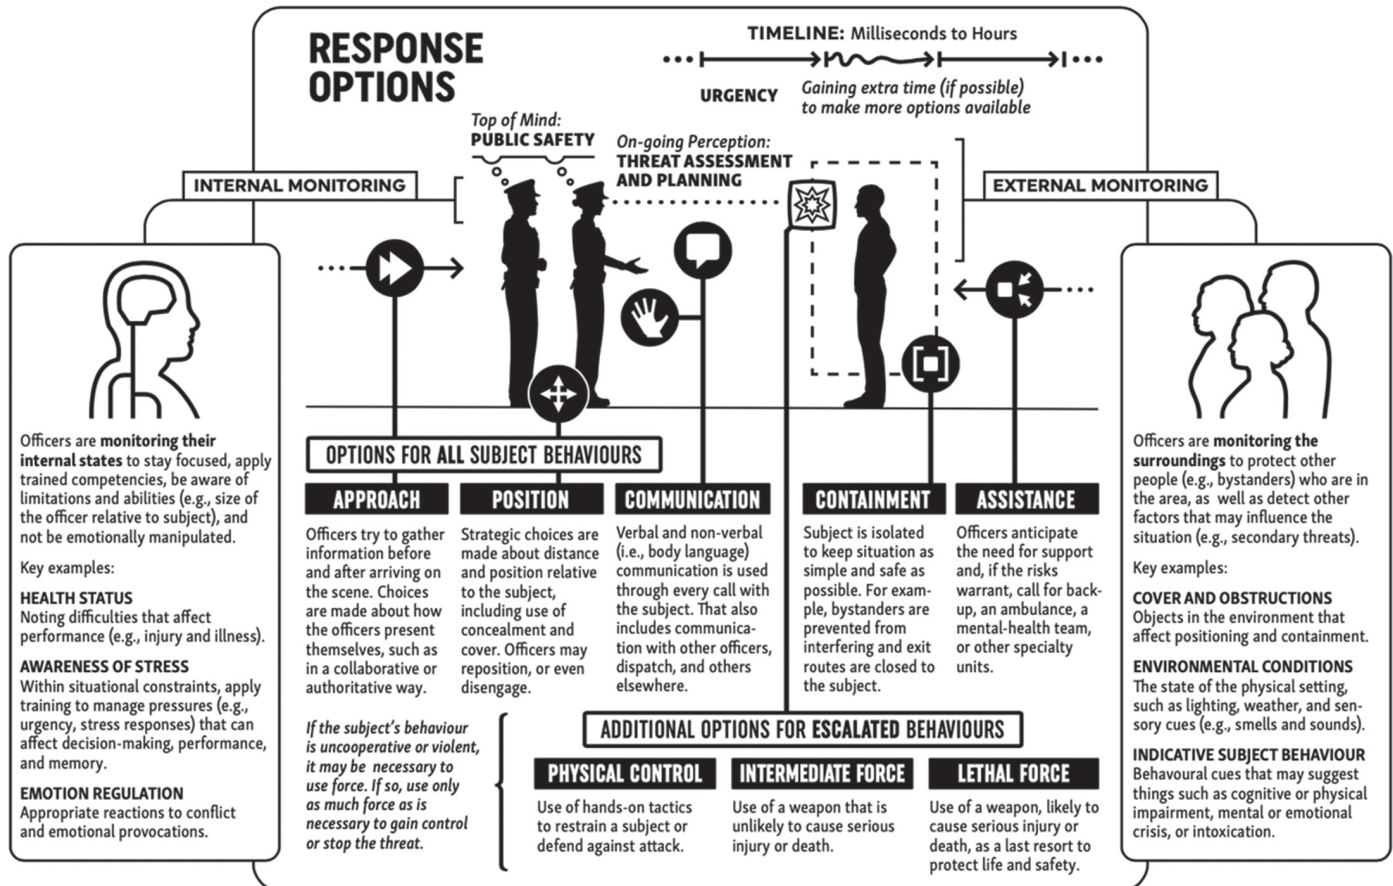 RESPONSE
OPTIONS
TIMELINE: Milliseconds to Hours
URGENCY
Gaining extra time (if possible)
to make more options available
Top of Mind:
PUBLIC SAFETY
On-going Perception:
THREAT ASSESSMENT
AND PLANNING
INTERNAL MONITORING
EXTERNAL MONITORING
Officers are monitoring their
internal states to stay focused, apply
trained competencies, be aware of
limitations and abilities (e.g., size of
the officer relative to subject), and
not be emotionally manipulated.
Key examples:
HEALTH STATUS
Noting difficulties that affect
performance (e.g., injury and illness).
AWARENESS OF STRESS
Within situational constraints, apply
training to manage pressures (e.g.,
urgency, stress responses) that can
affect decision-making, performance,
and memory.
EMOTION REGULATION
Appropriate reactions to conflict
and emotional provocations.
OPTIONS FOR ALL SUBJECT BEHAVIOURS
APPROACH
Officers try to gather
information before
and after arriving on
the scene. Choices
are made about how
the officers present
themselves, such as
in a collaborative or
authoritative way.
POSITION
Strategic choices are
made about distance
and position relative
to the subject,
including use of
concealment and
cover. Officers may
reposition, or even
disengage.
COMMUNICATION
Verbal and non-verbal
(i.e., body language)
communication is used
through every call with
the subject. That also
includes communica-
tion with other officers,
dispatch, and others
elsewhere.
CONTAINMENT
Subject is isolated
to keep situation as
simple and safe as
possible. For exam-
ple, bystanders are
prevented from
interfering and exit
routes are closed to
the subject.
ASSISTANCE
Officers anticipate
the need for support
and, if the risks
warrant, call for back-
up, an ambulance, a
mental-health team,
or other specialty
units.
If the subject's behaviour
is uncooperative or violent,
it may be necessary to
use force. If so, use only
as much force as is
necessary to gain control
or stop the threat.
ADDITIONAL OPTIONS FOR ESCALATED BEHAVIOURS
PHYSICAL CONTROL
Use of hands-on tactics
to restrain a subject or
defend against attack.
INTERMEDIATE FORCE
Use of a weapon that is
unlikely to cause serious
injury or death.
LETHAL FORCE
Use of a weapon, likely to
cause serious injury or
death, as a last resort to
protect life and safety.
Officers are monitoring the
surroundings to protect other
people (e.g., bystanders) who are in
the area, as well as detect other
factors that may influence the
situation (e.g., secondary threats).
Key examples:
COVER AND OBSTRUCTIONS
Objects in the environment that
affect positioning and containment.
ENVIRONMENTAL CONDITIONS
The state of the physical setting,
such as lighting, weather, and sen-
sory cues (e.g., smells and sounds).
INDICATIVE SUBJECT BEHAVIOUR
Behavoural cues that may suggest
things such as cognitive or physical
impairment, mental or emotional
crisis, or intoxication.